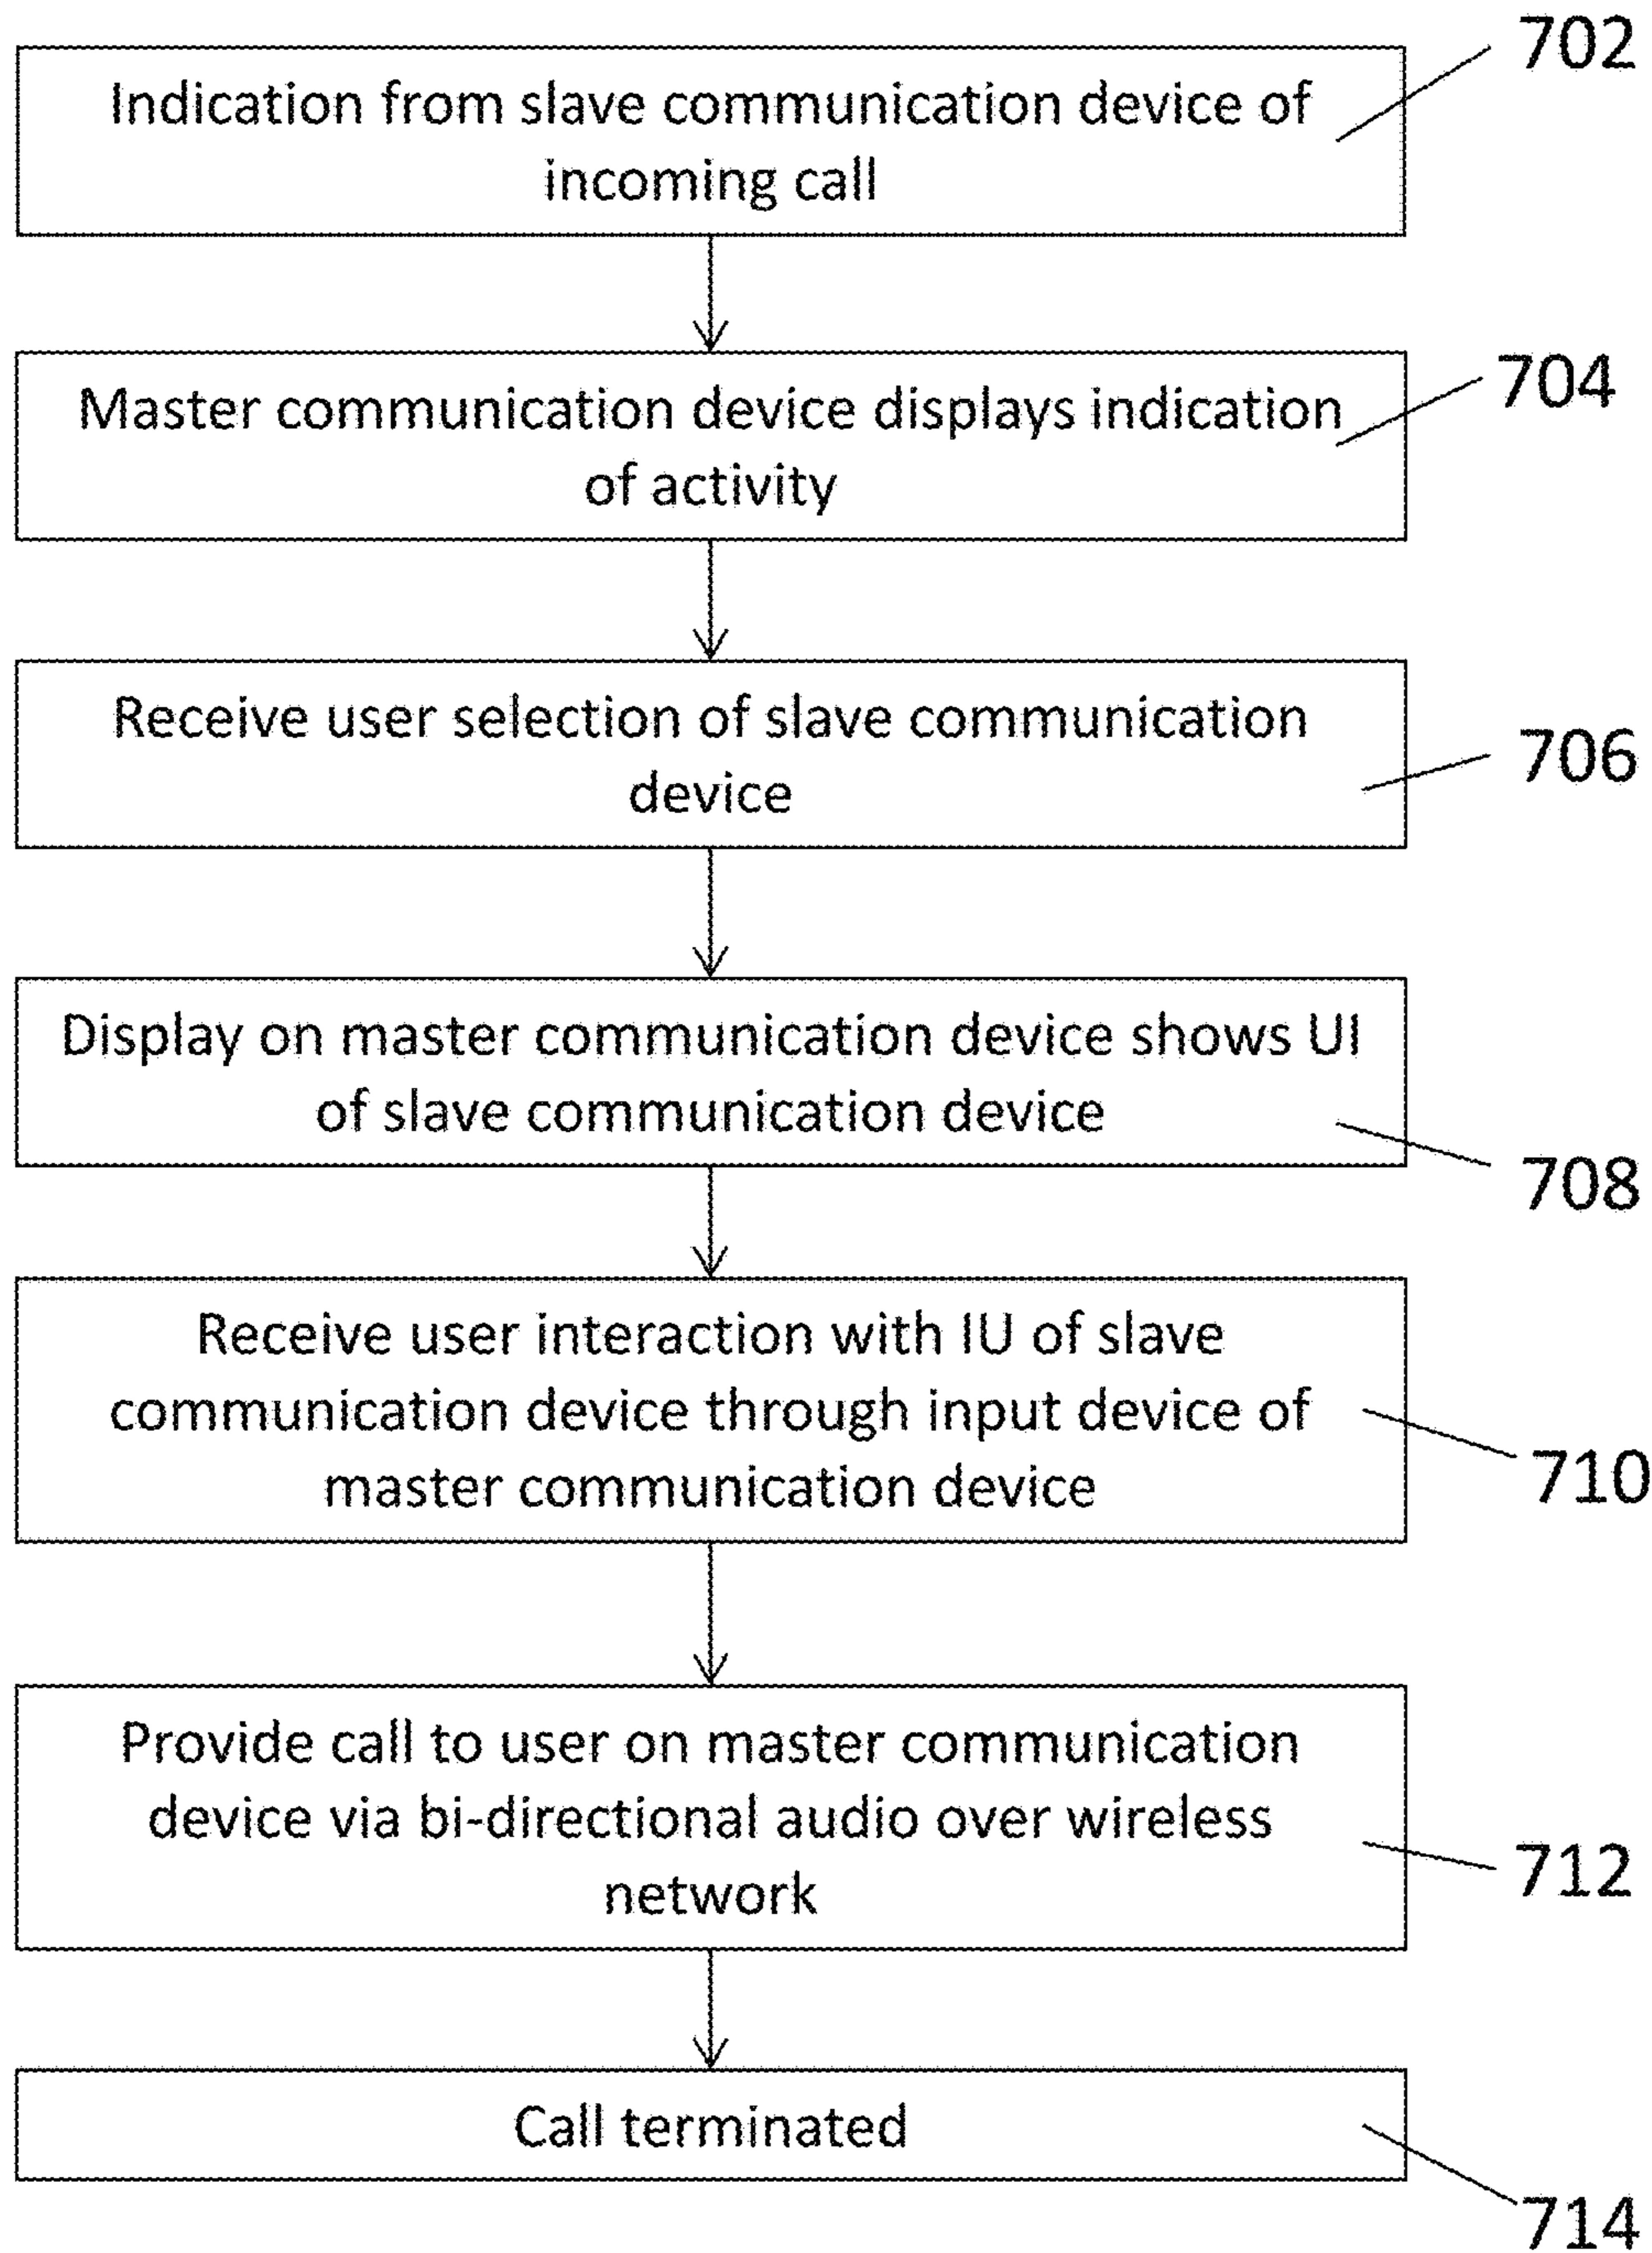 702
Indication from slave communication device of
incoming call
704
Master communication device displays indication
of activity
706
Receive user selection of slave communication
device
Display on master communication device shows UI
of slave communication device
708
Receive user interaction with IU of slave
communication device through input device of
master communication device
710
Provide call to user on master communication
device via bi-directional audio over wireless
network
712
Call terminated
714